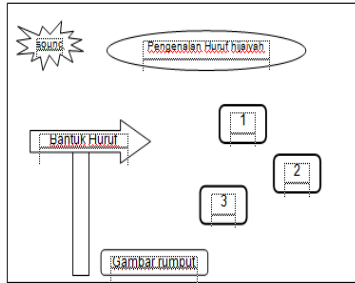 sound
Pengenalan Huruf hijaiyah
1
Bantuk Huruf
2
3
Gambar rumput